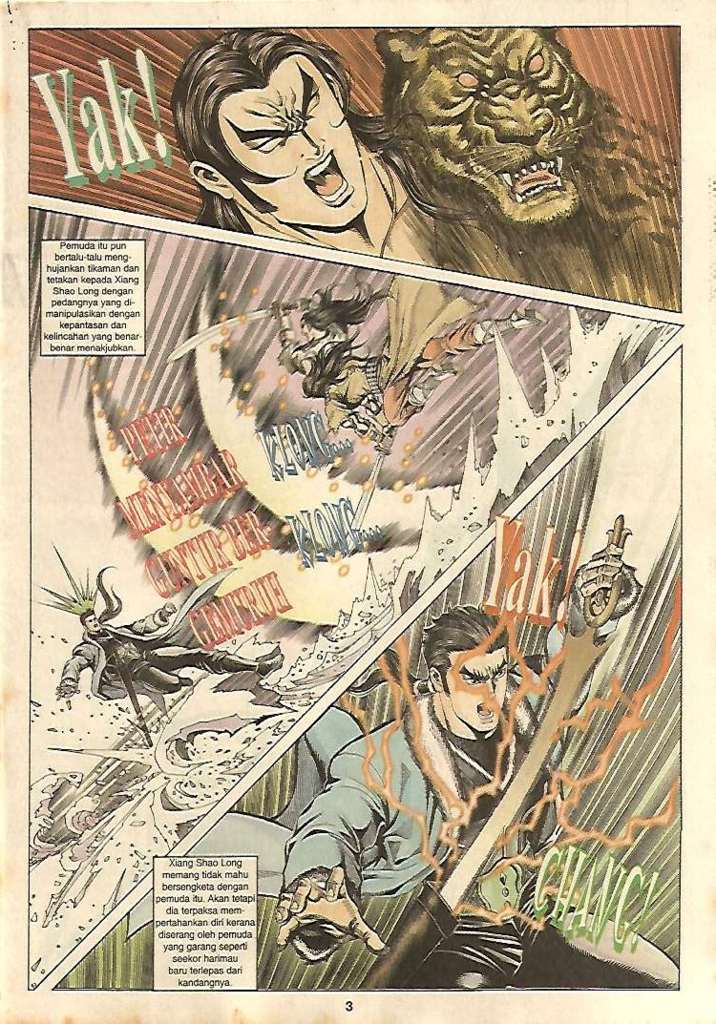 Yak!
Pemuda itu pun
bertalu-talu meng-
hujankan tikaman dan
tetakan kepada Xiang
Shao Long dengan
pedangnya yang di-
manipulasikan dengan
kepantasan dan
kelincahan yang benar-
benar menakjubkan.
PETIR
MENYAMBAR
GUNTUR BER-
GEMURUH
KLONG...
KLONG...
Yak!
CHANG!
Xiang Shao Long
memang tidak mahu
bersengketa dengan
pemuda itu. Akan tetapi
dia terpaksa mem-
pertahankan diri kerana
diserang oleh pemuda
yang garang seperti
seekor harimau
baru terlepas dari
kandangnya.
3